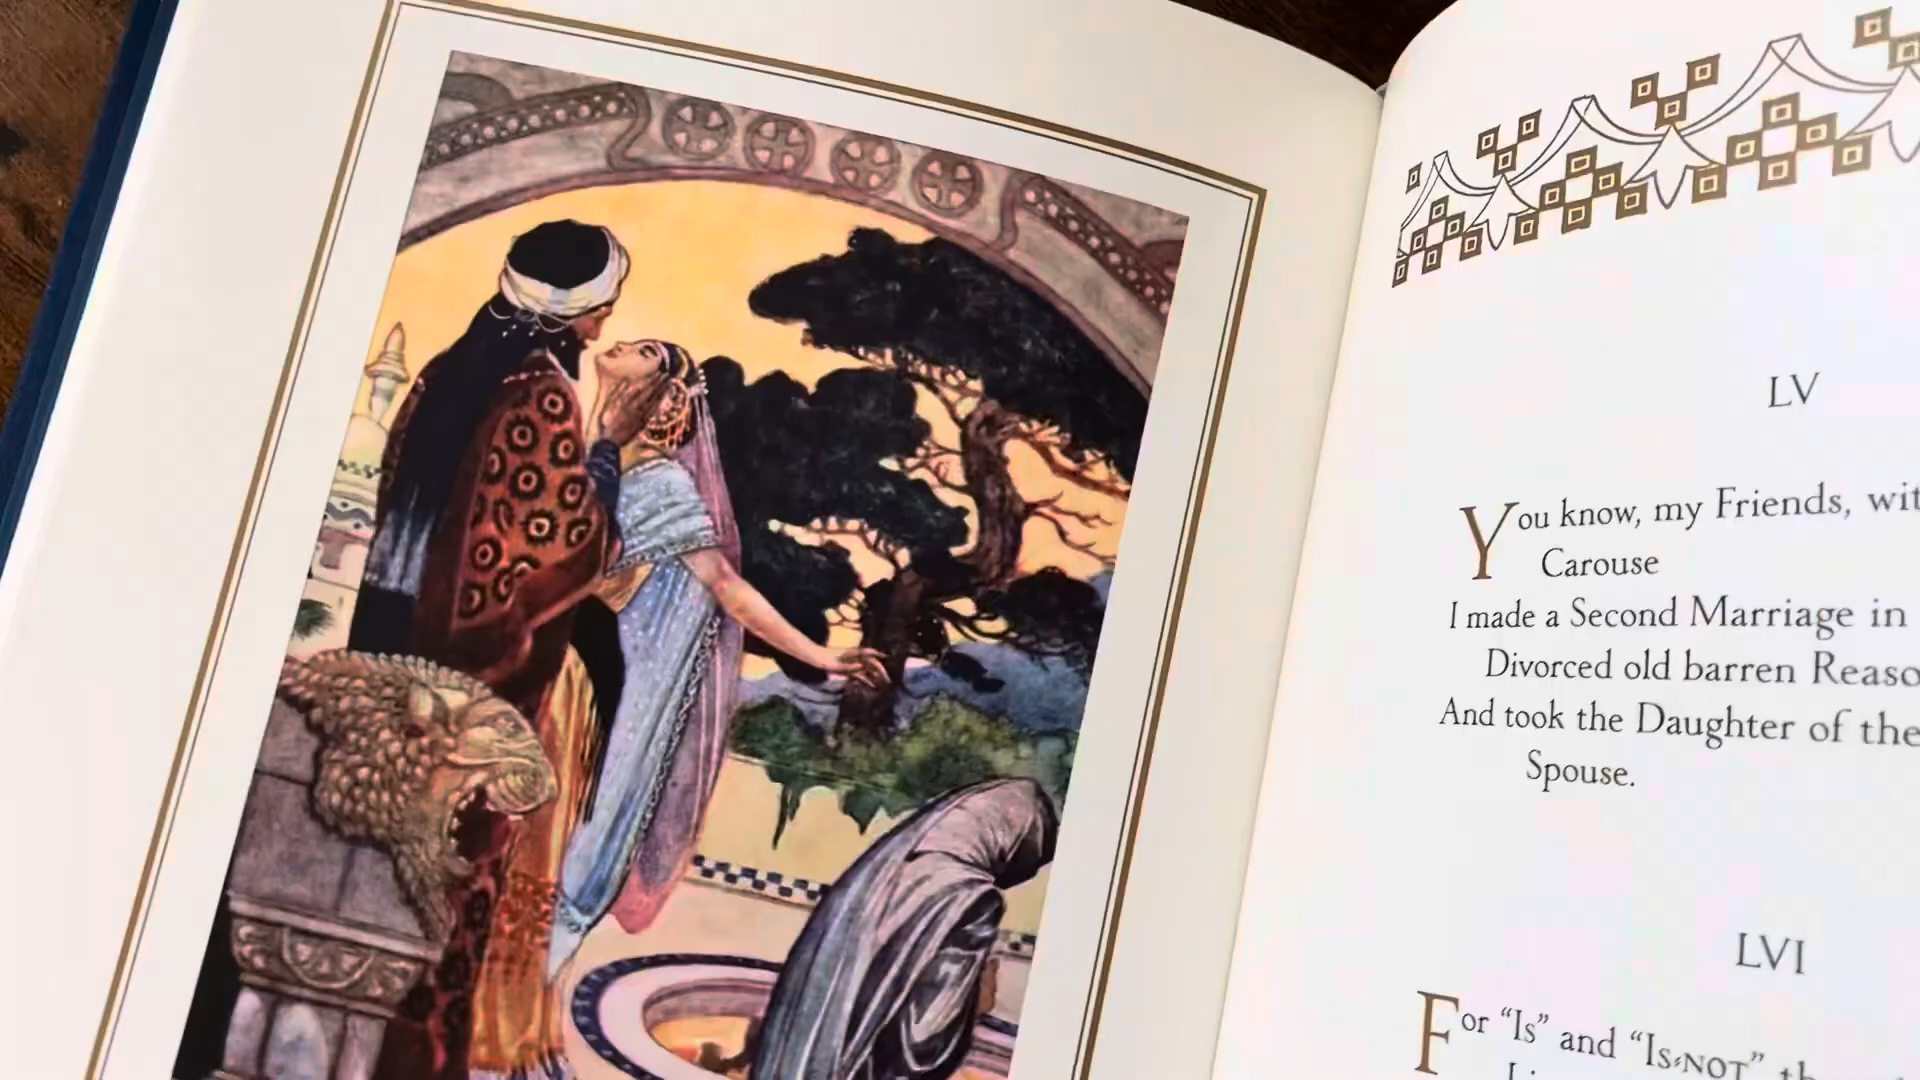 LV
You know, my Friends, wit
Carouse
I made a Second Marriage in
Divorced old barren Reaso
And took the Daughter of the
Spouse.
LVI
For "Is" and "Is-NOT"